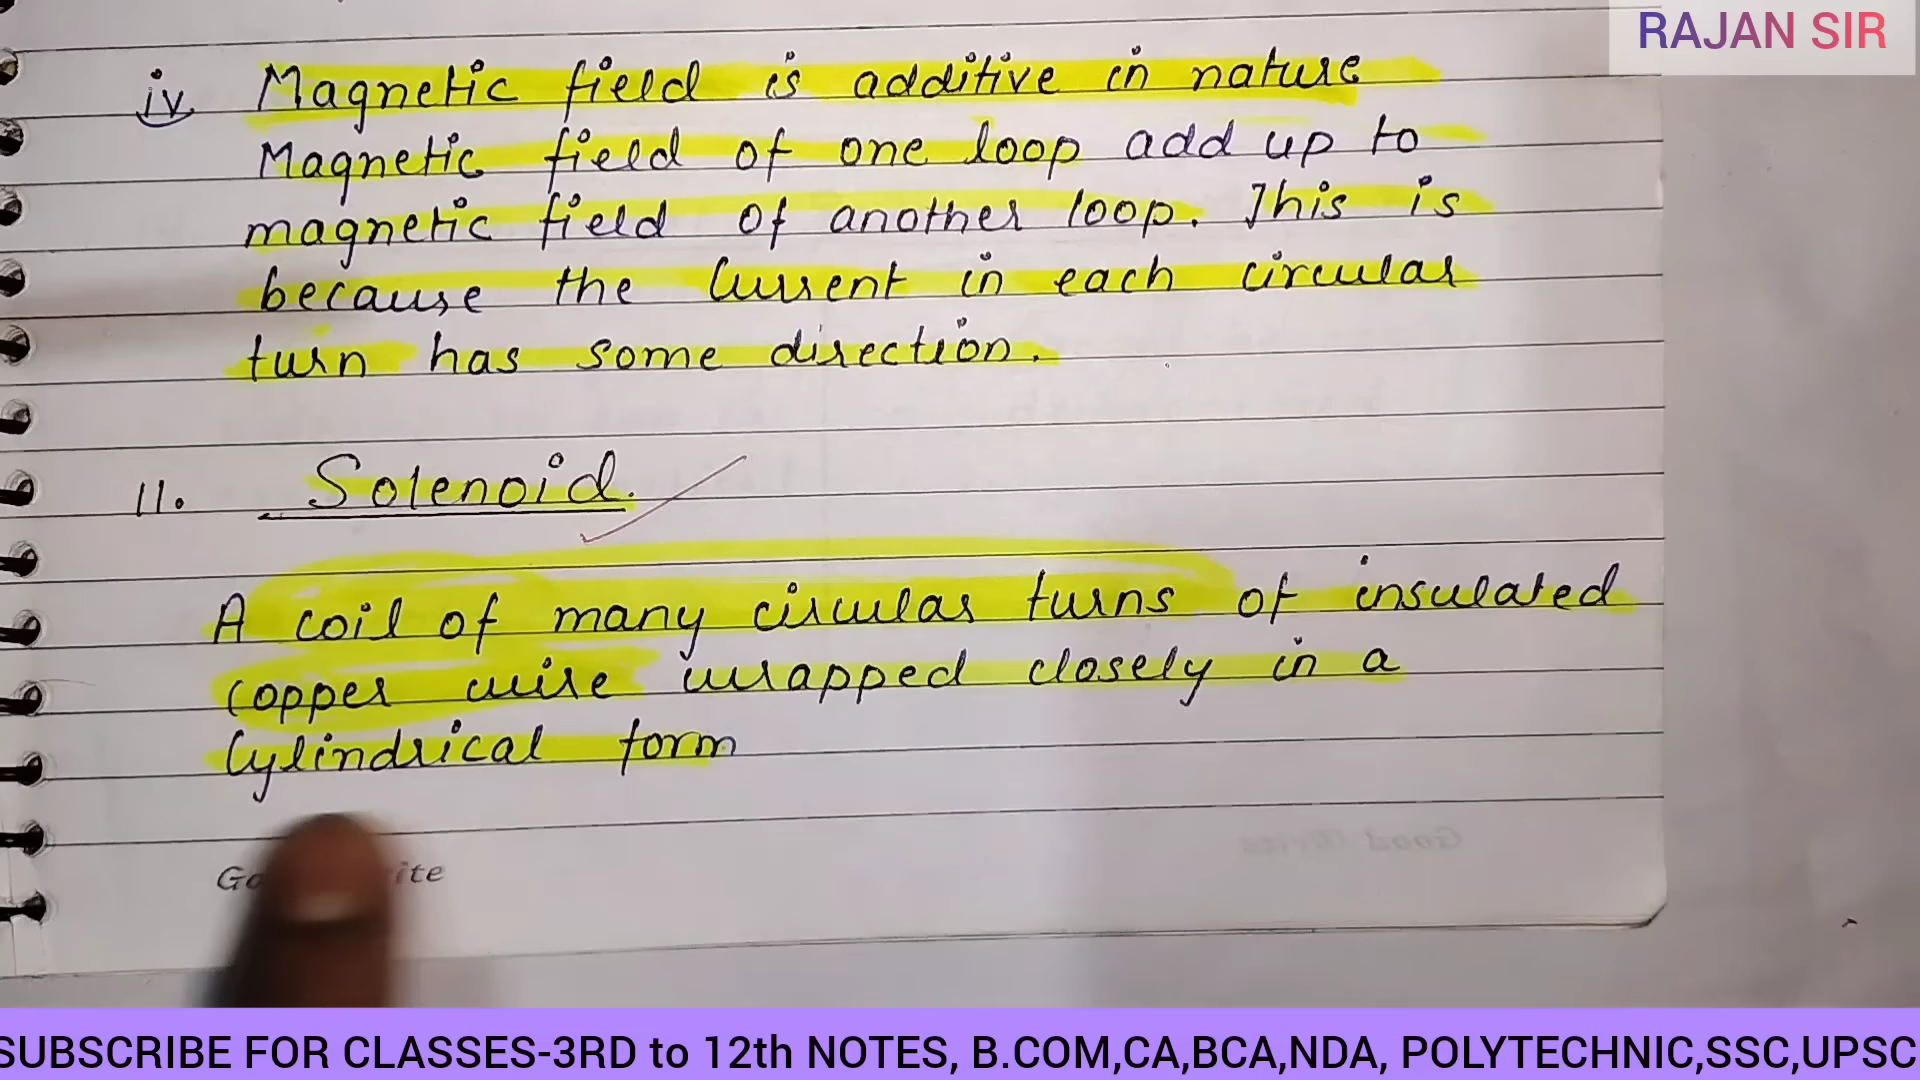 RAJAN SIR
iv Magnetic field is additive in nature
Magnetic field of one loop add up to
magnetic field of another loop. This is
because the current in each circular
turn has some direction.
11. Solenoid.
A coil of many circular turns of insulated
copper wire wrapped closely in a
Cylindrical form
SUBSCRIBE FOR CLASSES-3RD to 12th NOTES, B.COM,CA,BCA,NDA, POLYTECHNIC,SSC,UPSC